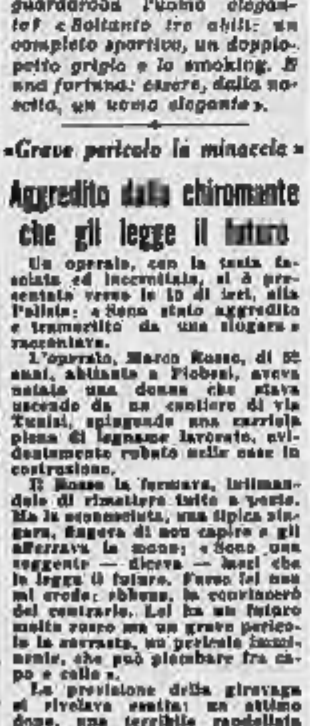 guardaroba l'uomo elegan-
te? «Soltanto tre abiti: un
completo sportivo, un doppio-
petto grigio e lo smoking. E
una fortuna: essere, dalla na-
scita, un uomo elegante».
«Grave pericolo la minaccia»
Aggredito dalla chiromante
che gli legge il futuro
Un operaio, con la testa fa-
sciata ed incerottata, si è pre-
sentato verso le 10 di ieri, alla
Polizia: «Sono stato aggredito
e tramortito da una zingara»
raccontava.
L'operaio, Marco Rosso, di 52
anni, abitante a Piobesi, aveva
notato una donna che stava
uscendo da un cantiere di via
Tunisi, spingendo una carriola
piena di legname lavorato, evi-
dentemente rubato nelle case in
costruzione.
Il Rosso la fermava, intiman-
dole di rimettere tutto a posto.
Ma la sconosciuta, una tipica zin-
gara, fingeva di non capire e gli
afferrava la mano; «Sono una
veggente — diceva — lasci che
le legga il futuro. Forse lei non
mi crede: ebbene, la convincerò
del contrario. Lei ha un futuro
molto roseo ma un grave perico-
lo la sovrasta, un pericolo immi-
nente, che può piombare fra ca-
po e collo».
La previsione della girovaga
si rivelava esatta: un attimo
dopo, una terribile randellata